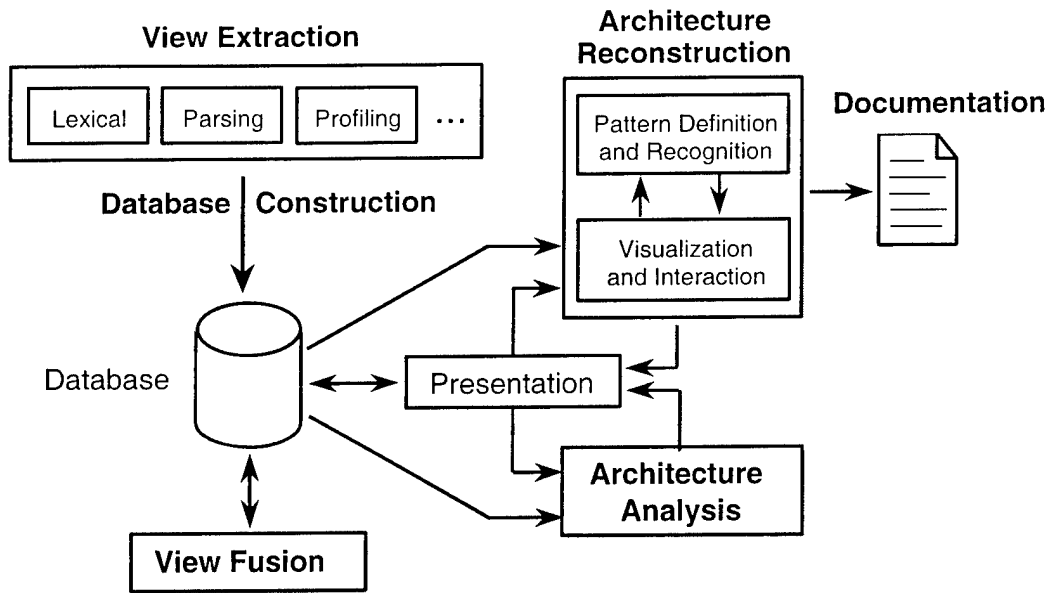 View Extraction
Lexical
Parsing
Profiling
...
Architecture
Reconstruction
Pattern Definition
and Recognition
Visualization
and Interaction
Documentation
Database Construction
Database
Presentation
Architecture
Analysis
View Fusion